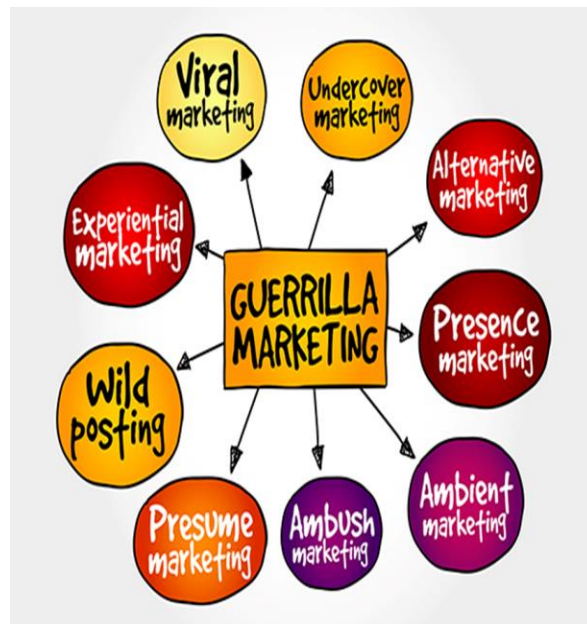 Viral
marketing
Undercover
marketing
Alternative
marketing
Experiential
marketing
GUERRILLA
MARKETING
Presence
marketing
Wild
posting
Ambient
marketing
Presume
marketing
Ambush
marketing